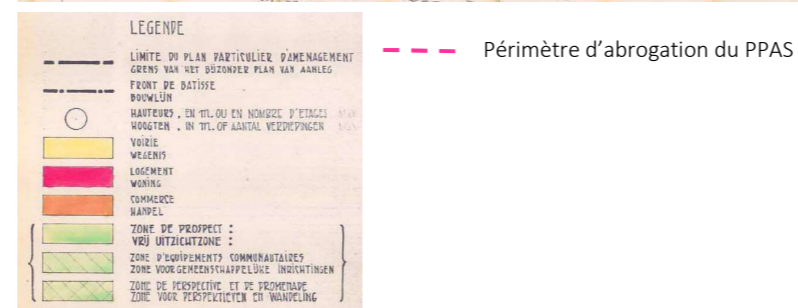 LEGENDE
LIMITE DU PLAN PARTICULIER D'AMENAGEMENT
GRENS VAN HET BIJZONDER PLAN VAN AANLEG
FRONT DE BATISSE
BOUWLIJN
HAUTEURS, EN M. OU EN NOMBRE D'ETAGES
HOOGTEN, IN M. OF AANTAL VERDIEPINGEN
VOIRIE
WEGENIS
LOGEMENT
WONING
COMMERCE
HANDEL
ZONE DE PROSPECT :
VRIJ UITZICHTZONE :
ZONE D'EQUIPEMENTS COMMUNAUTAIRES
ZONE VOOR GEMEENSCHAPPELIJKE INRICHTINGEN
ZONE DE PERSPECTIVE ET DE PROMENADE
ZONE VOOR PERSPEKTIEVEN EN WANDELING
Périmètre d'abrogation du PPAS